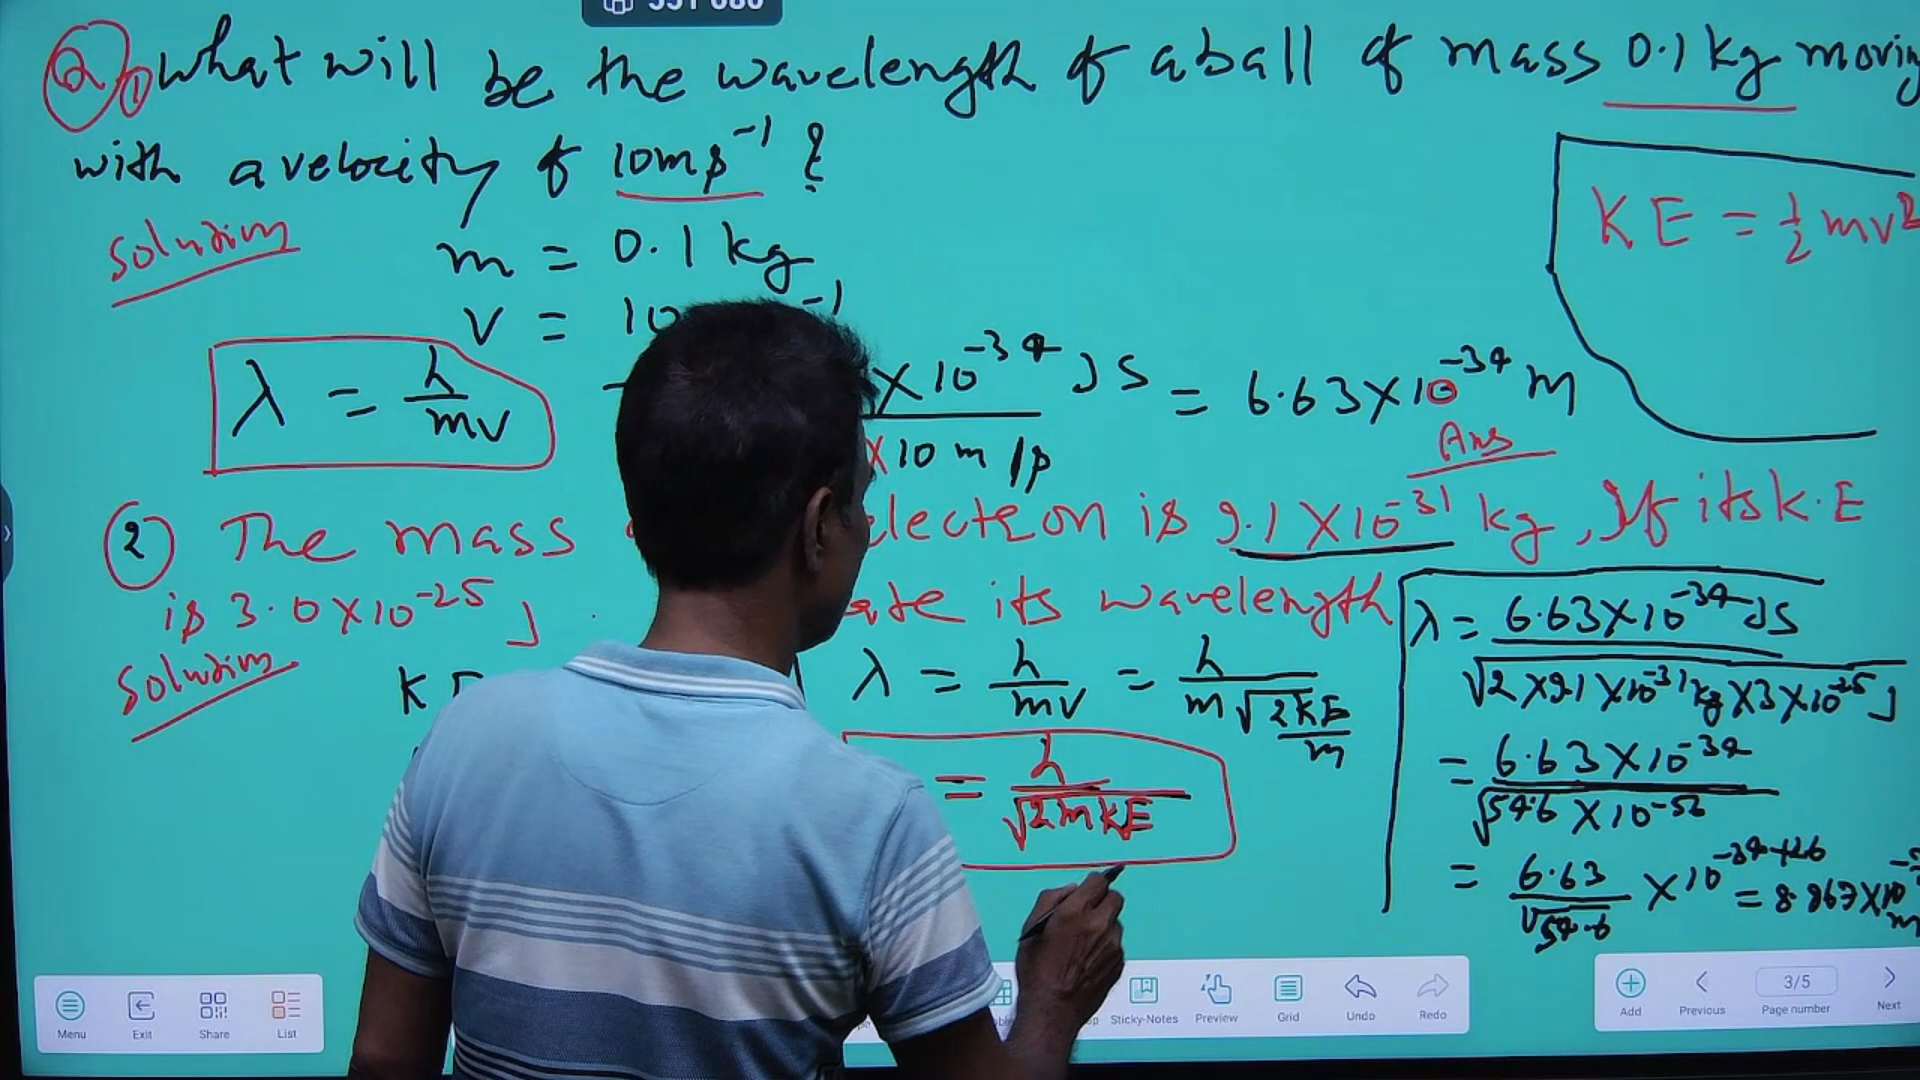 Q ① What will be the wavelength of a ball of mass 0.1 kg moving
with a velocity of 10 m s⁻¹ ?
Solution
m = 0.1 kg
v = 10 ⁻¹
KE = ½ mv²
λ = h/mv
× 10⁻³⁴ Js / × 10 m/s = 6.63 × 10⁻³⁴ m
Ans
② The mass electron is 9.1 × 10⁻³¹ kg, If its K.E
is 3.0 × 10⁻²⁵ J. its wavelength
Solution
K
λ = h/mv = h/m√2KE/m
= h/√2mKE
λ = 6.63 × 10⁻³⁴ Js / √2 × 9.1 × 10⁻³¹ kg × 3 × 10⁻²⁵ J
= 6.63 × 10⁻³⁴ / √54.6 × 10⁻⁵⁶
= 6.63/√54.6 × 10⁻³⁴⁺²⁶ = 8.967 × 10 m
Menu
Exit
Share
List
Sticky-Notes
Preview
Grid
Undo
Redo
Add
Previous
3/5
Page number
Next